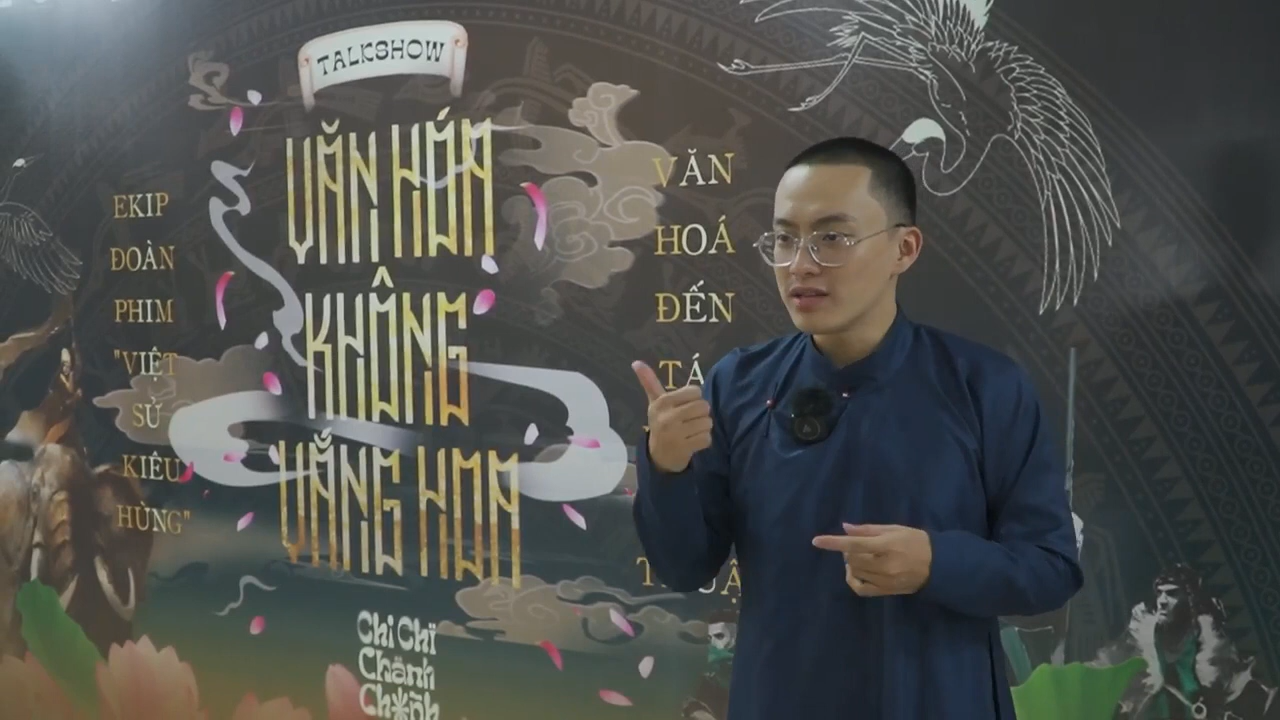 TALKSHOW
VĂN HÓA
KHÔNG
VẮNG HOA
EKIP
ĐOÀN
PHIM
"VIỆT
SỬ
KIÊU
HÙNG"
VĂN
HOÁ
ĐẾN
Chi Chi
Chành